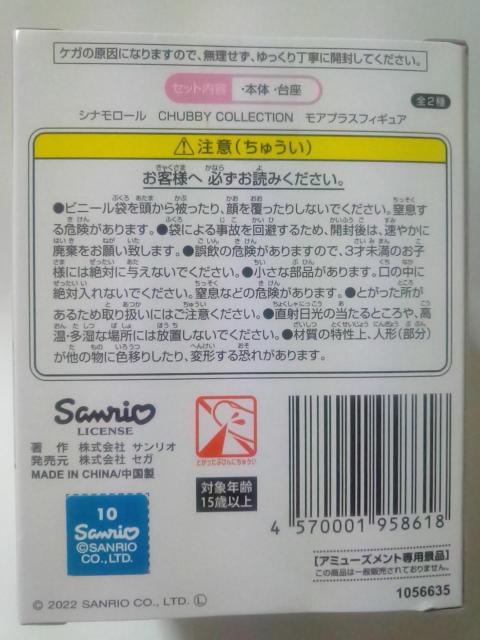 ケガの原因になりますので、無理せず、ゆっくり丁寧に開封してください。
セット内容 ・本体・台座
全2種
シナモロール CHUBBY COLLECTION モアプラスフィギュア
注意(ちゅうい)
お客様へ 必ずお読みください。
●ビニール袋を頭から被ったり、顔を覆ったりしないでください。窒息す
る危険があります。●袋による事故を回避するため、開封後は、速やかに
廃棄をお願い致します。●誤飲の危険がありますので、3才未満のお子
様には絶対に与えないでください。●小さな部品があります。口の中に
絶対入れないでください。窒息などの危険があります。●とがった所が
あるため取り扱いにはご注意ください。●直射日光の当たるところや、高
温・多湿な場所には放置しないでください。●材質の特性上、人形(部分)
が他の物に色移りしたり、変形する恐れがあります。
Sanrio
LICENSE
著 作 株式会社 サンリオ
発売元 株式会社 セガ
MADE IN CHINA/中国製
とがったぶひんにちゅうい
対象年齢
15歳以上
4 570001 958618
10
Sanrio
©SANRIO
CO., LTD.
[アミューズメント専用景品]
この商品は一般販売されておりません。
© 2022 SANRIO CO., LTD. Ⓛ
1056635